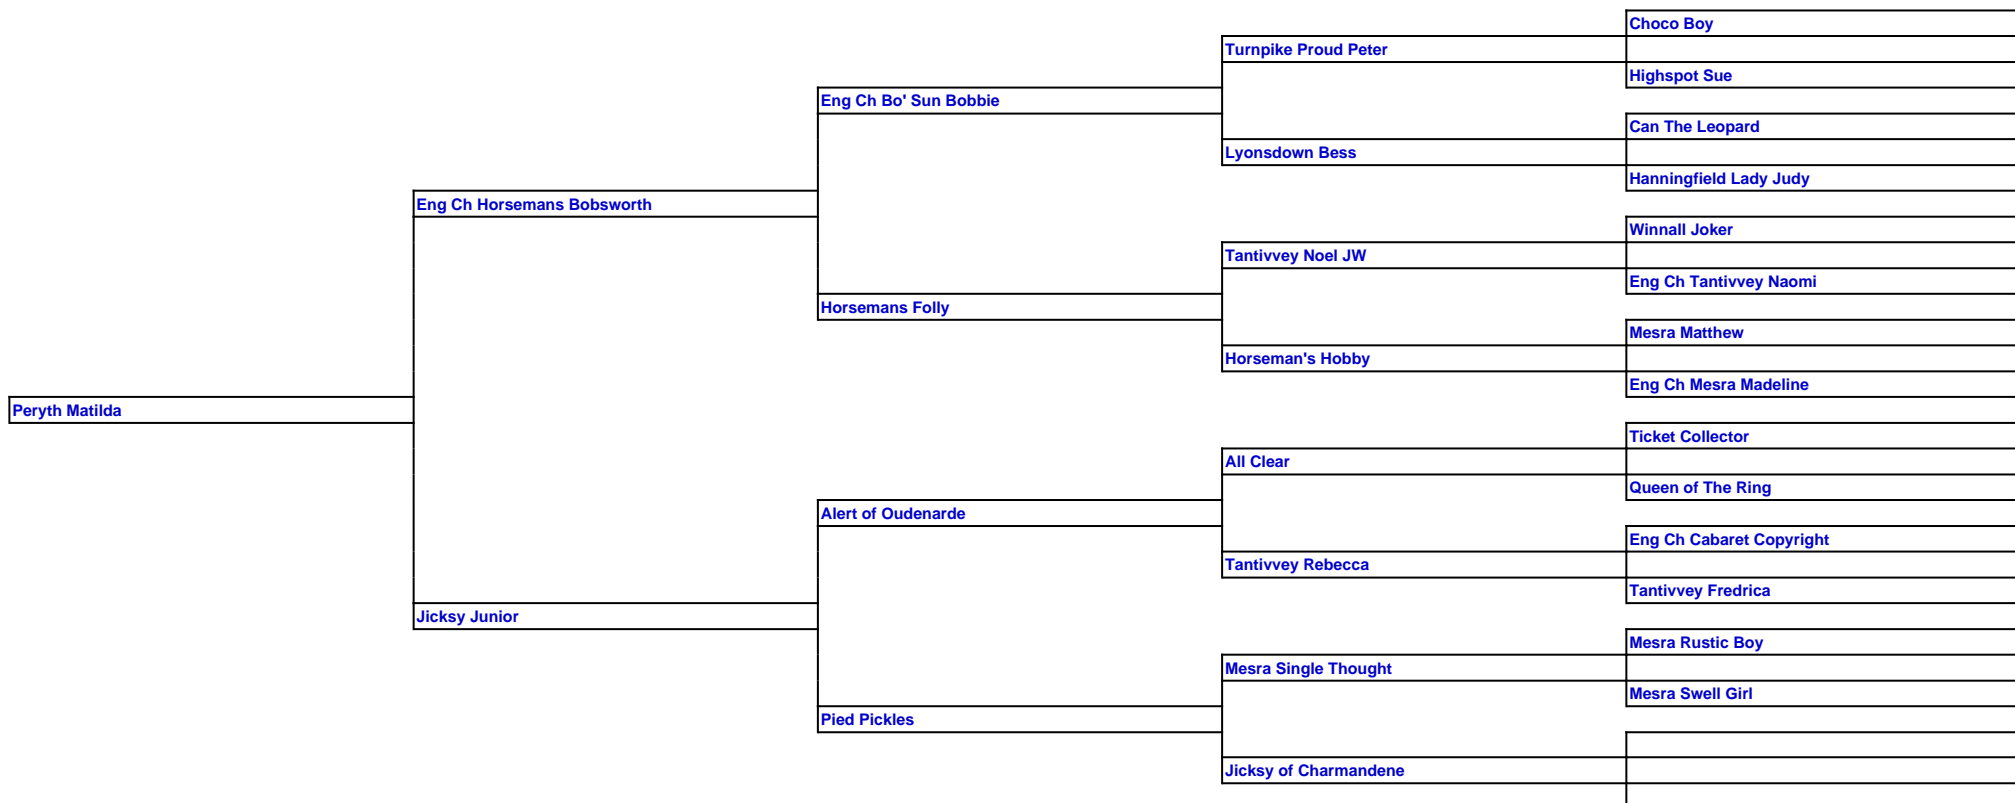 Choco Boy
Turnpike Proud Peter
Highspot Sue
Eng Ch Bo' Sun Bobbie
Can The Leopard
Lyonsdown Bess
Hanningfield Lady Judy
Eng Ch Horsemans Bobsworth
Winnall Joker
Tantivvey Noel JW
Eng Ch Tantivvey Naomi
Horsemans Folly
Mesra Matthew
Horseman's Hobby
Eng Ch Mesra Madeline
Peryth Matilda
Ticket Collector
All Clear
Queen of The Ring
Alert of Oudenarde
Eng Ch Cabaret Copyright
Tantivvey Rebecca
Tantivvey Fredrica
Jicksy Junior
Mesra Rustic Boy
Mesra Single Thought
Mesra Swell Girl
Pied Pickles
Jicksy of Charmandene